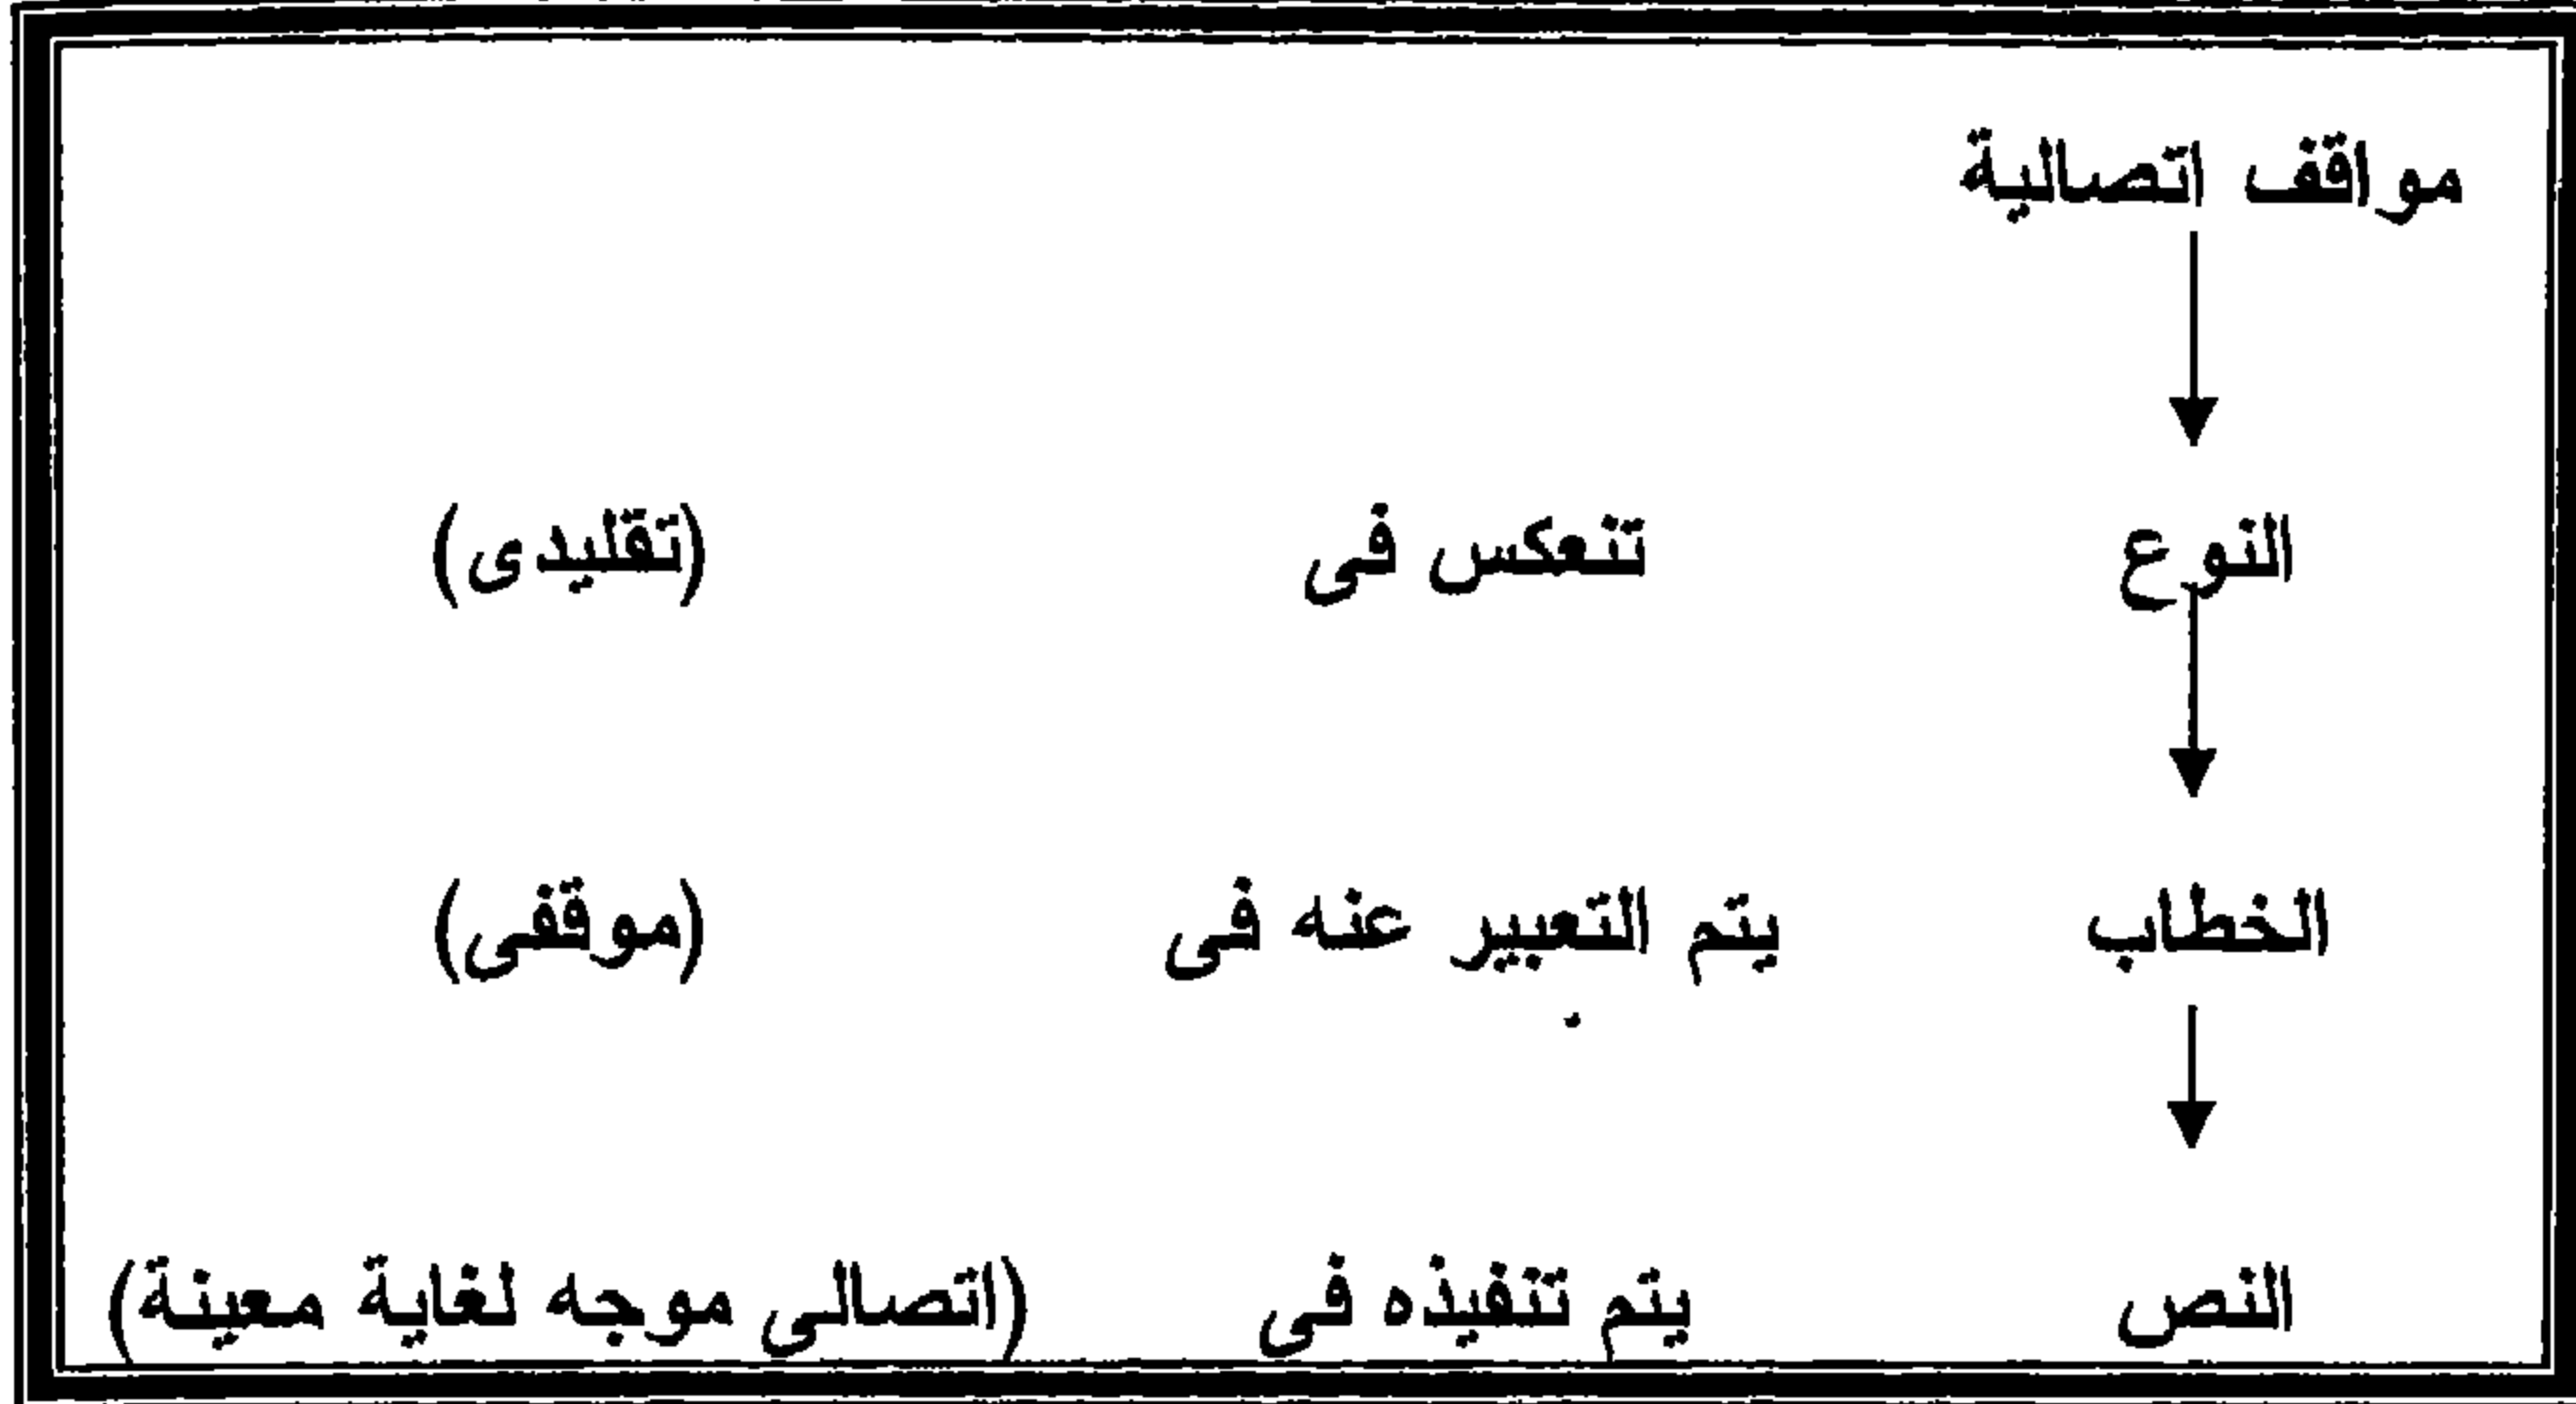 مواقف اتصالية
النوع تنعكس فى (تقليدى)
الخطاب يتم التعبير عنه فى (موقفى)
النص يتم تنفيذه فى (اتصالى موجه لغاية معينة)